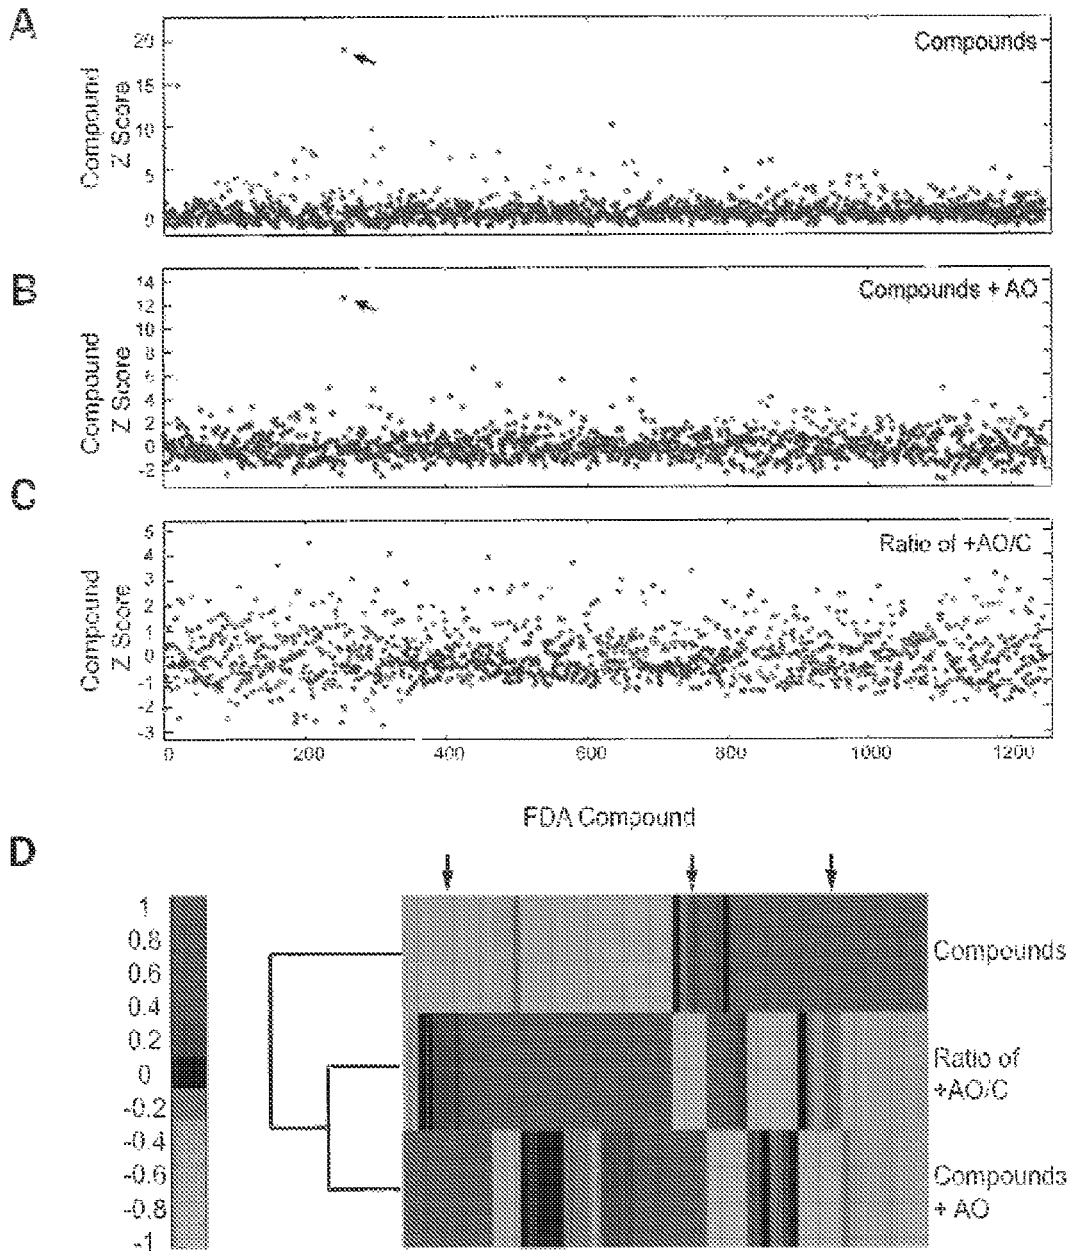 A
Compounds
Compound
Z Score
20
15
10
5
0
B
Compounds + AO
Compound
Z Score
14
12
10
8
6
4
2
0
-2
C
Ratio of +AO/C
Compound
Z Score
5
4
3
2
1
0
-1
-2
-3
0 200 400 600 800 1000 1200
FDA Compound
D
1
0.8
0.6
0.4
0.2
0
-0.2
-0.4
-0.6
-0.8
-1
Compounds
Ratio of
+AO/C
Compounds
+ AO